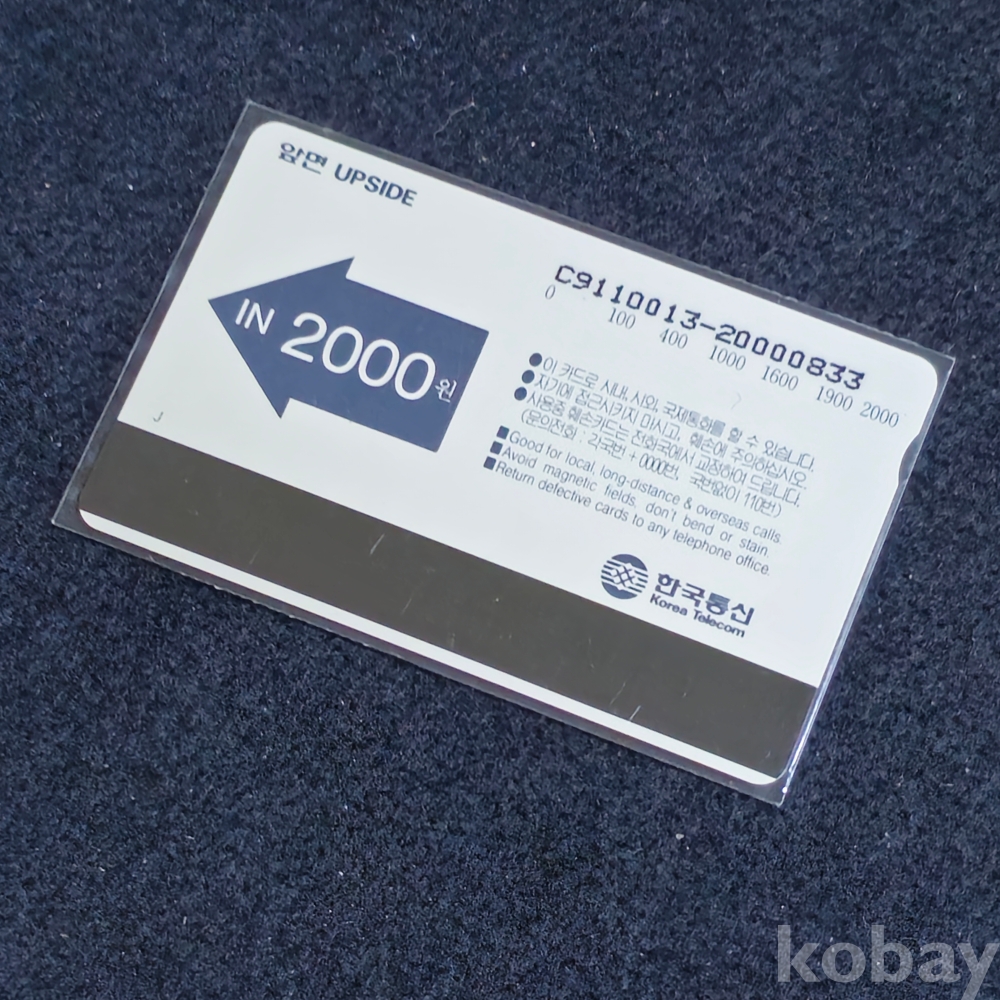 앞면 UPSIDE
IN 2000원
C9110013-20000833
0 100 400 1000 1600 1900 2000
●이 카드로 시내, 시외, 국제통화를 할 수 있습니다.
●자기에 접근시키지 마시고, 훼손에 주의하십시오.
●사용중 훼손카드는 전화국에서 교정하여 드립니다.
(문의전화 : 각국번 + 0000번, 국번없이 110번)
■Good for local, long-distance & overseas calls.
■Avoid magnetic fields, don't bend or stain.
■Return defective cards to any telephone office.
J
한국통신
Korea Telecom
kobay